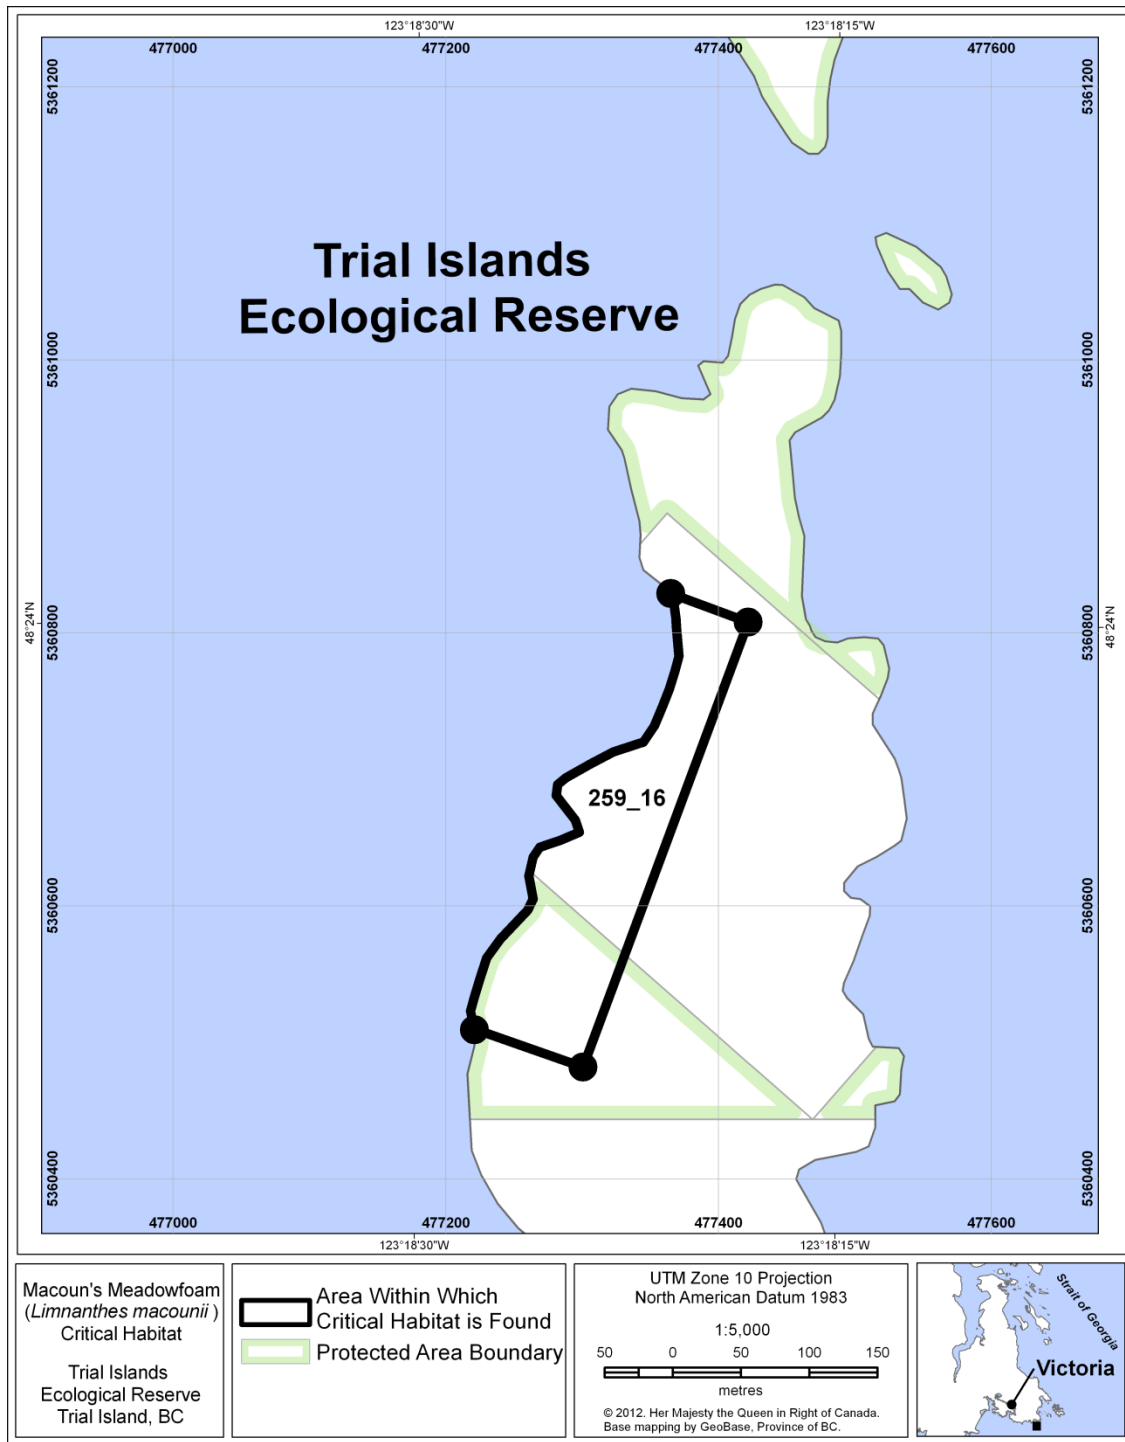 123°18'30"W
123°18'15"W
477000
477200
477400
477600
5361200
5361200
Trial Islands
Ecological Reserve
5361000
5361000
48°24'N
48°24'N
5360800
5360800
259_16
5360600
5360600
5360400
5360400
477000
477200
477400
477600
123°18'30"W
123°18'15"W
Macoun's Meadowfoam
(Limnanthes macounii)
Critical Habitat
Trial Islands
Ecological Reserve
Trial Island, BC
Area Within Which
Critical Habitat is Found
Protected Area Boundary
UTM Zone 10 Projection
North American Datum 1983
1:5,000
50 0 50 100 150
metres
© 2012. Her Majesty the Queen in Right of Canada.
Base mapping by GeoBase, Province of BC.
Strait of Georgia
Victoria